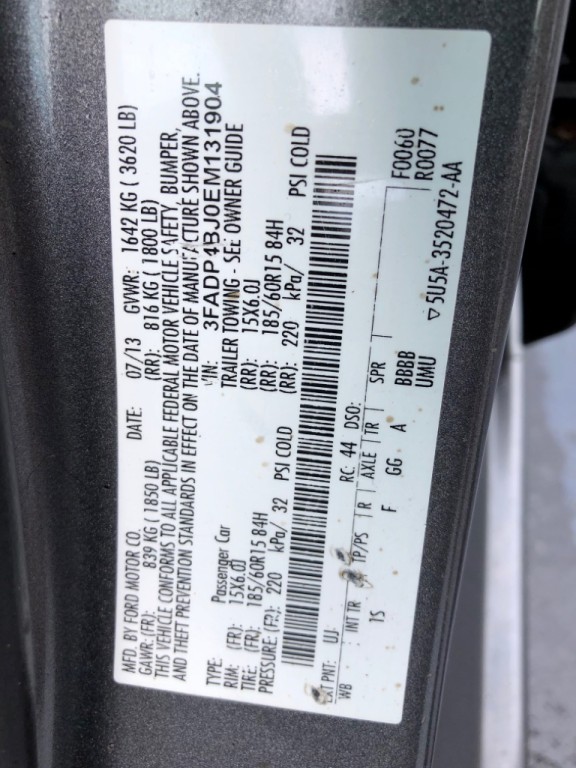 MFD. BY FORD MOTOR CO. DATE: 07/13 GVWR: 1642 KG ( 3620 LB)
GAWR: (FR): 839 KG ( 1850 LB) (RR): 816 KG ( 1800 LB)
THIS VEHICLE CONFORMS TO ALL APPLICABLE FEDERAL MOTOR VEHICLE SAFETY, BUMPER,
AND THEFT PREVENTION STANDARDS IN EFFECT ON THE DATE OF MANUFACTURE SHOWN ABOVE.
VIN: 3FADP4BJ0EM131904
TYPE: Passenger Car TRAILER TOWING - SEE OWNER GUIDE
RIM: (FR): 15X6.0J (RR): 15X6.0J
TIRE: (FR): 185/60R15 84H (RR): 185/60R15 84H
PRESSURE (FR): 220 kPa/ 32 PSI COLD (RR): 220 kPa/ 32 PSI COLD
EXT PNT: UJ RC: 44 DSO: F0060
WB INT TR TP/PS R AXLE TR SPR R0077
1S F GG A BBBB
UMU
5U5A-3520472-AA